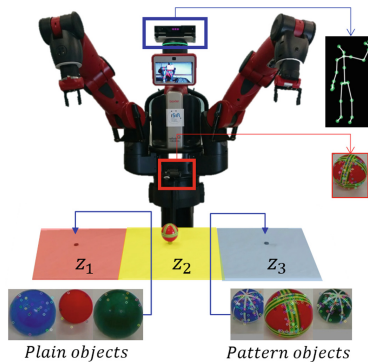 z₁
z₂
z₃
Plain objects
Pattern objects